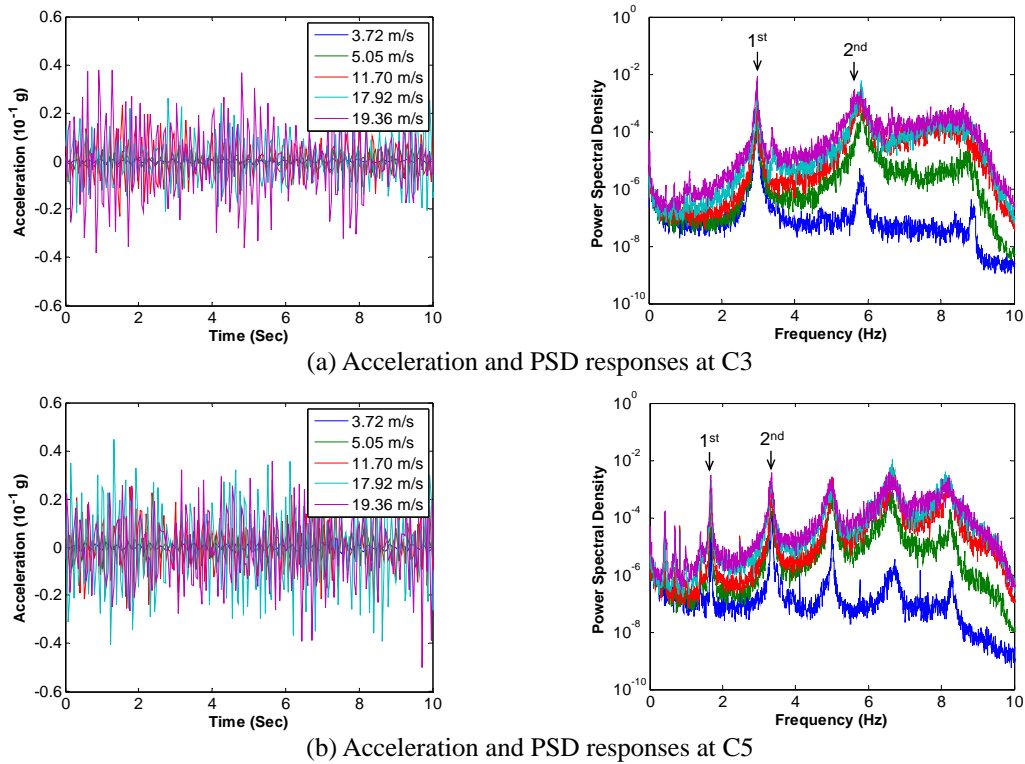 0.6
0.4
0.2
0
-0.2
-0.4
-0.6
Acceleration (10⁻¹ g)
0 2 4 6 8 10
Time (Sec)
3.72 m/s
5.05 m/s
11.70 m/s
17.92 m/s
19.36 m/s
10⁰
10⁻²
10⁻⁴
10⁻⁶
10⁻⁸
10⁻¹⁰
Power Spectral Density
1st
2nd
0 2 4 6 8 10
Frequency (Hz)
(a) Acceleration and PSD responses at C3
0.6
0.4
0.2
0
-0.2
-0.4
-0.6
Acceleration (10⁻¹ g)
0 2 4 6 8 10
Time (Sec)
3.72 m/s
5.05 m/s
11.70 m/s
17.92 m/s
19.36 m/s
10⁰
10⁻²
10⁻⁴
10⁻⁶
10⁻⁸
10⁻¹⁰
Power Spectral Density
1st
2nd
0 2 4 6 8 10
Frequency (Hz)
(b) Acceleration and PSD responses at C5